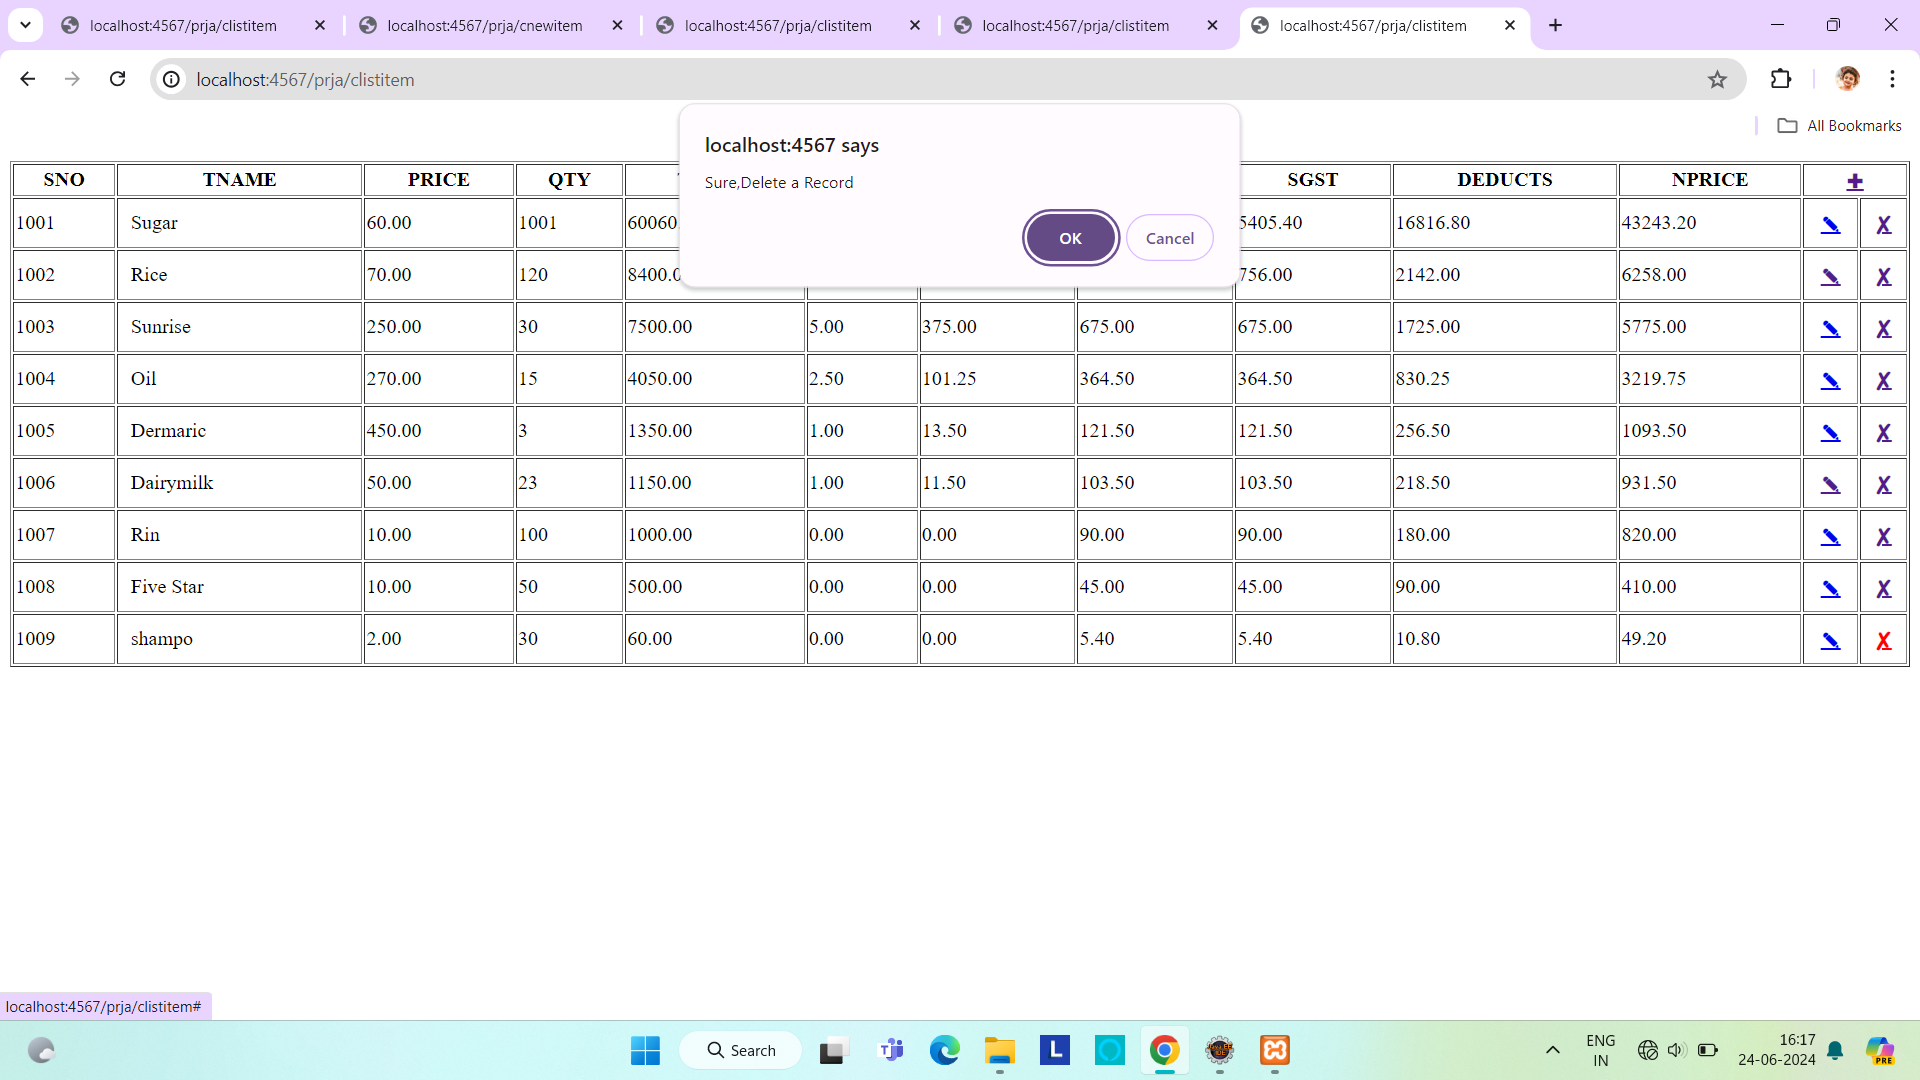 localhost:4567/prja/clistitem localhost:4567/prja/cnewitem localhost:4567/prja/clistitem localhost:4567/prja/clistitem localhost:4567/prja/clistitem
localhost:4567/prja/clistitem
All Bookmarks
localhost:4567 says
Sure,Delete a Record
OK Cancel
SNO TNAME PRICE QTY SGST DEDUCTS NPRICE +
1001 Sugar 60.00 1001 60060 5405.40 16816.80 43243.20 X
1002 Rice 70.00 120 8400.0 756.00 2142.00 6258.00 X
1003 Sunrise 250.00 30 7500.00 5.00 375.00 675.00 675.00 1725.00 5775.00 X
1004 Oil 270.00 15 4050.00 2.50 101.25 364.50 364.50 830.25 3219.75 X
1005 Dermaric 450.00 3 1350.00 1.00 13.50 121.50 121.50 256.50 1093.50 X
1006 Dairymilk 50.00 23 1150.00 1.00 11.50 103.50 103.50 218.50 931.50 X
1007 Rin 10.00 100 1000.00 0.00 0.00 90.00 90.00 180.00 820.00 X
1008 Five Star 10.00 50 500.00 0.00 0.00 45.00 45.00 90.00 410.00 X
1009 shampo 2.00 30 60.00 0.00 0.00 5.40 5.40 10.80 49.20 X
localhost:4567/prja/clistitem#
Search L ENG 16:17
IN 24-06-2024 PRE